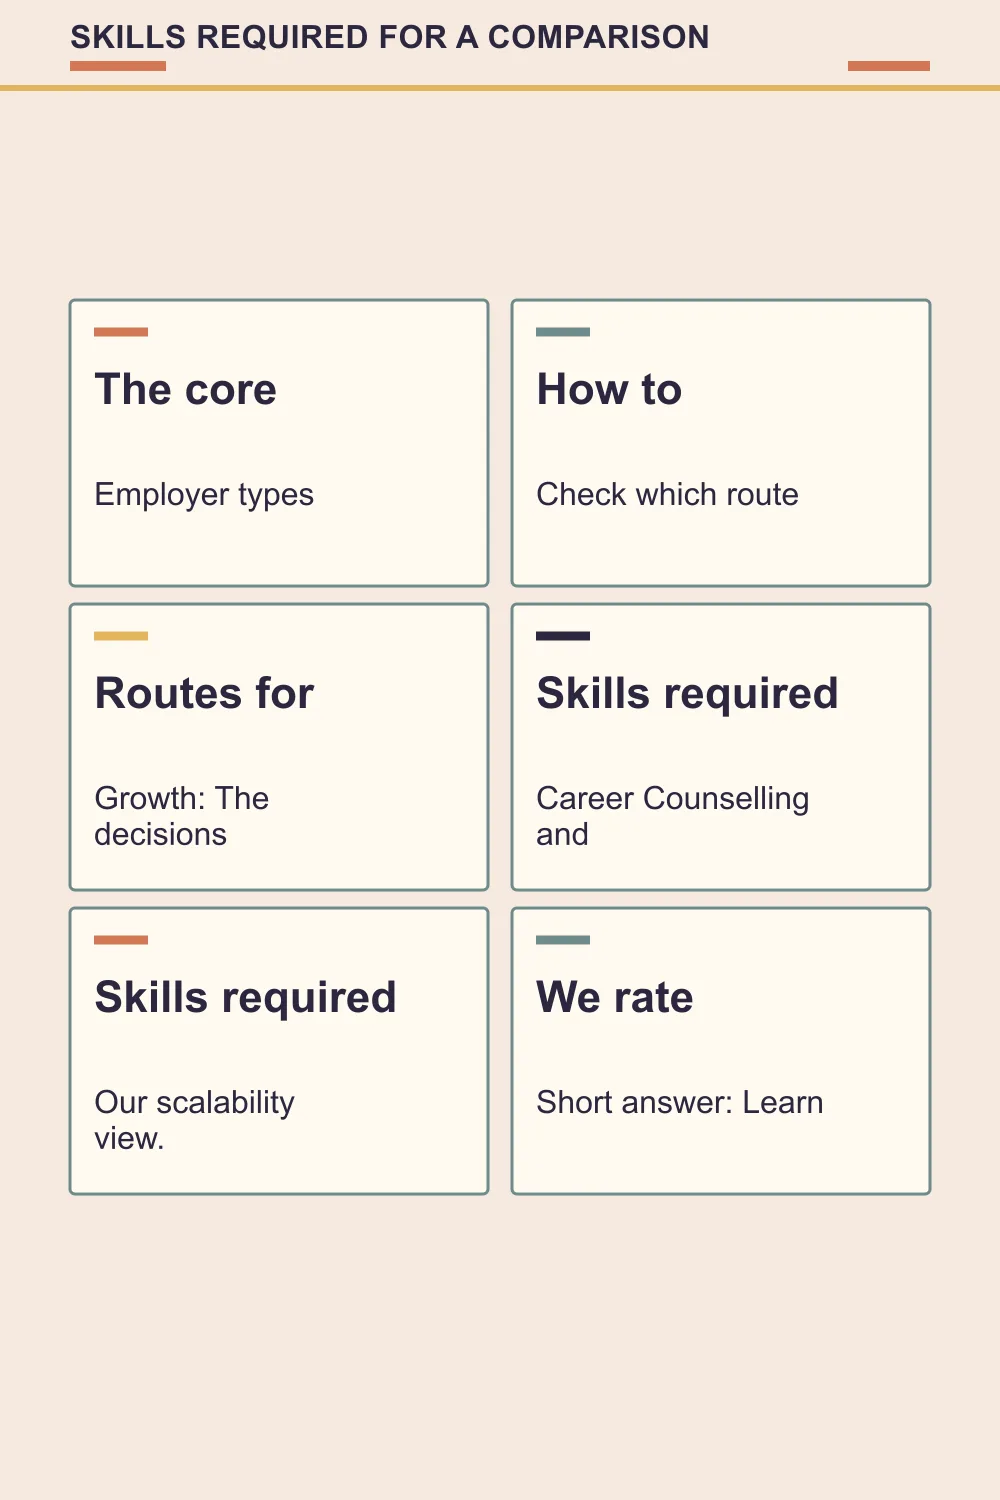 SKILLS REQUIRED FOR A COMPARISON
The core
Employer types
How to
Check which route
Routes for
Growth: The
decisions
Skills required
Career Counselling
and
Skills required
Our scalability
view.
We rate
Short answer: Learn